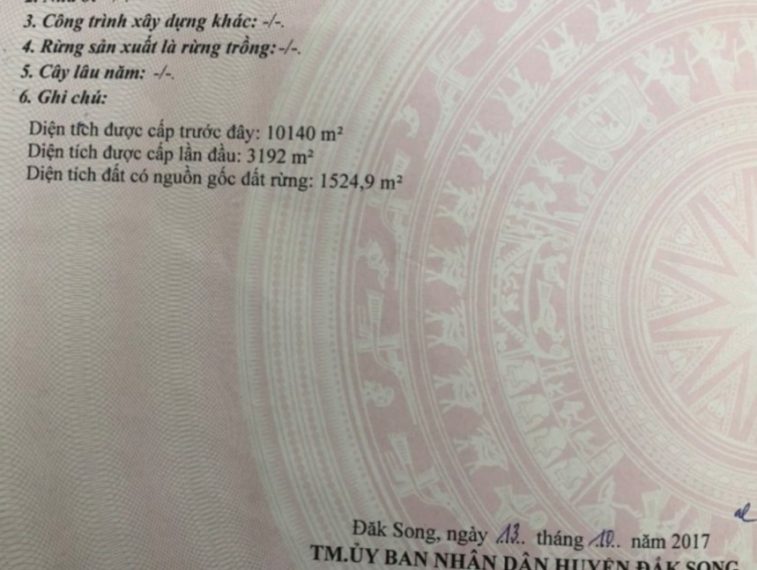 3. Công trình xây dựng khác: -/-.
4. Rừng sản xuất là rừng trồng: -/-.
5. Cây lâu năm: -/-.
6. Ghi chú:
Diện tích được cấp trước đây: 10140 m²
Diện tích được cấp lần đầu: 3192 m²
Diện tích đất có nguồn gốc đất rừng: 1524,9 m²
Đăk Song, ngày 13.. tháng 10.. năm 2017
TM.ỦY BAN NHÂN DÂN HUYỆN ĐĂK SONG